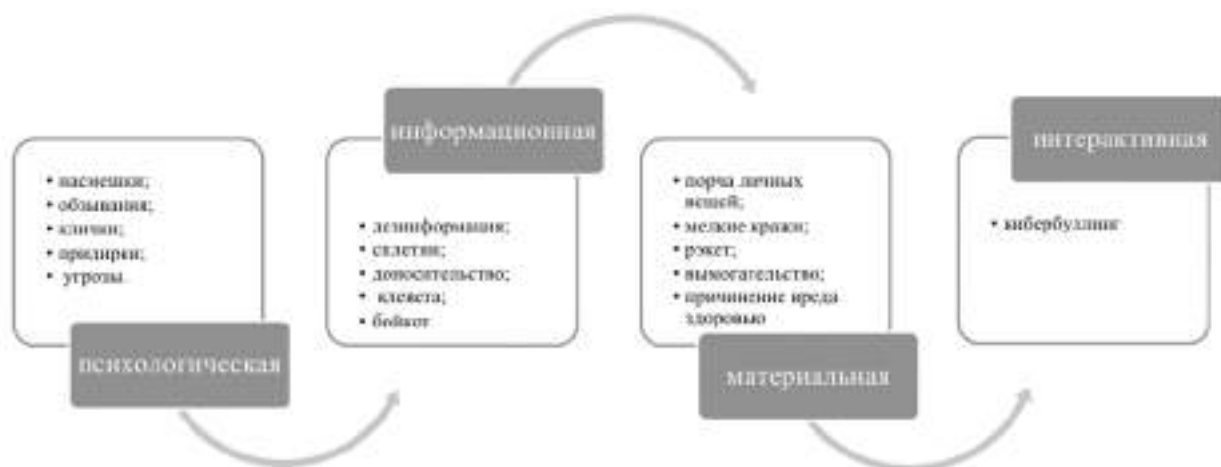 • насмешки;
• обзывания;
• клички;
• придирки;
• угрозы
психологическая
информационная
• дезинформация;
• сплетни;
• доносительство;
• клевета;
• бойкот
• порча личных
вещей;
• мелкие кражи;
• рэкет;
• вымогательство;
• причинение вреда
здоровью
материальная
интерактивная
• кибербуллинг